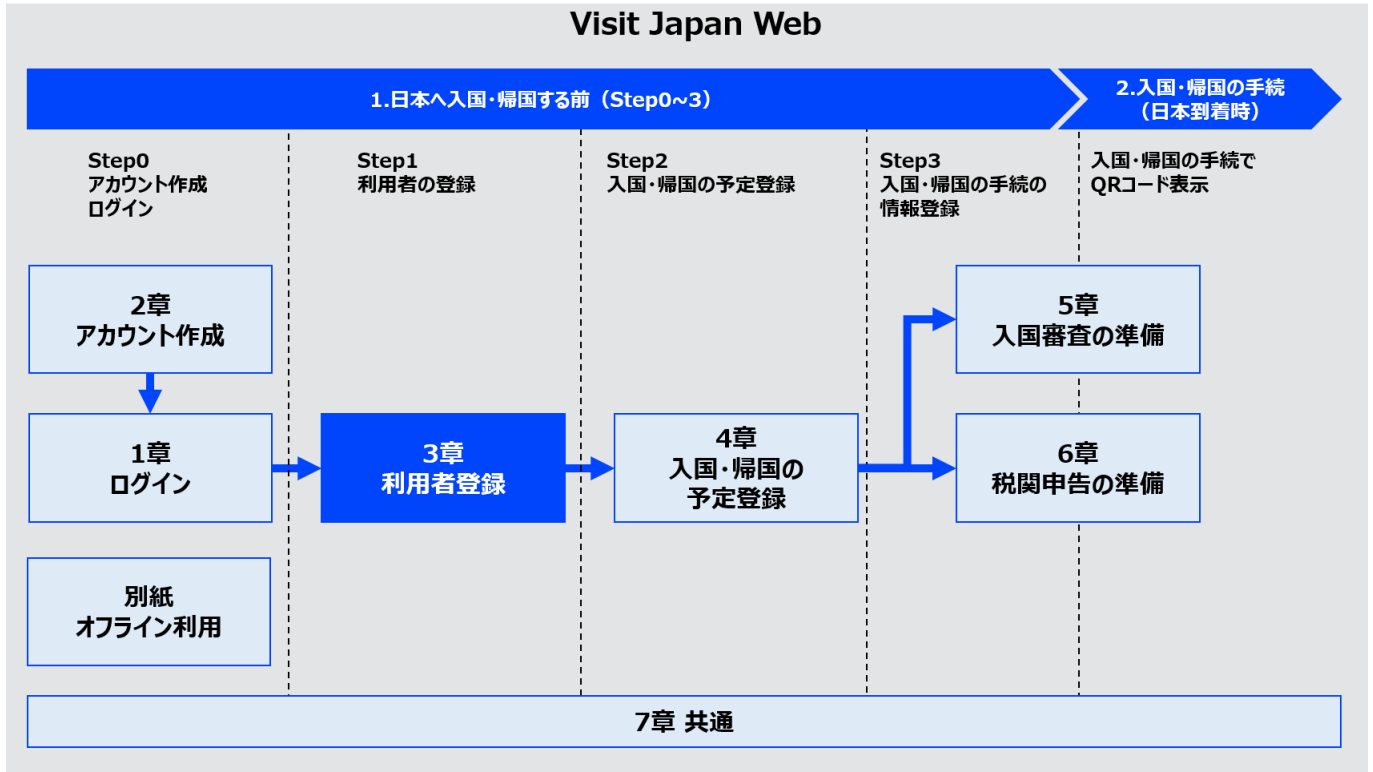 Visit Japan Web
1.日本へ入国・帰国する前（Step0~3）
2.入国・帰国の手続
（日本到着時）
Step0
アカウント作成
ログイン
Step1
利用者の登録
Step2
入国・帰国の予定登録
Step3
入国・帰国の手続の
情報登録
入国・帰国の手続で
QRコード表示
2章
アカウント作成
1章
ログイン
3章
利用者登録
4章
入国・帰国の
予定登録
5章
入国審査の準備
6章
税関申告の準備
別紙
オフライン利用
7章 共通